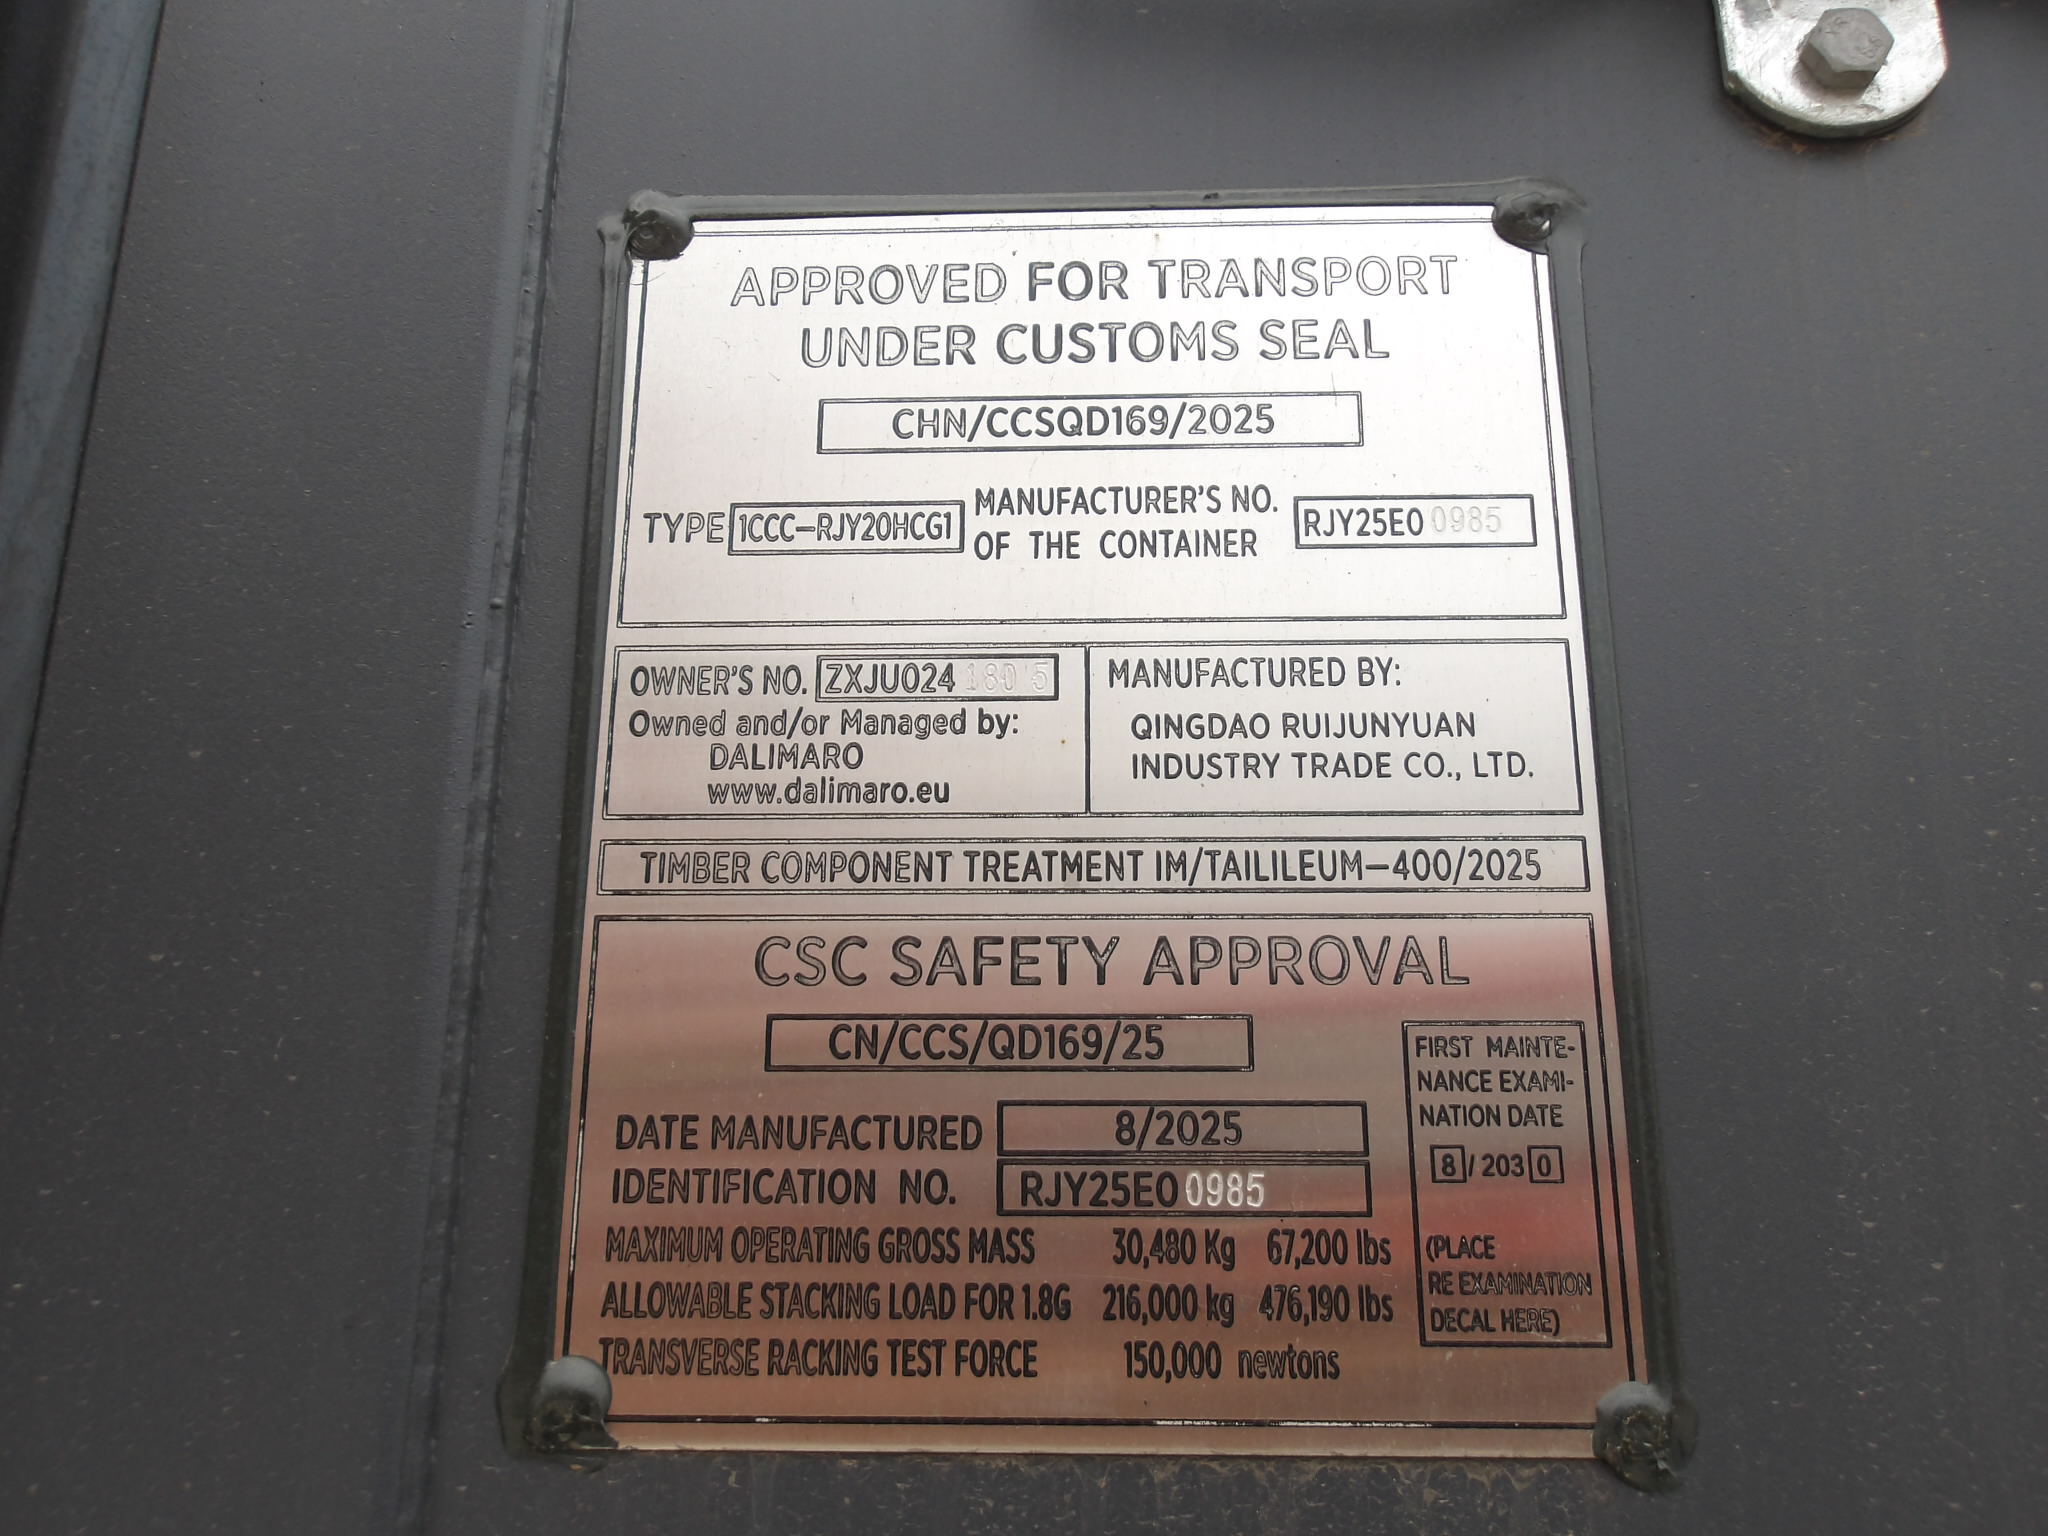 APPROVED FOR TRANSPORT
UNDER CUSTOMS SEAL
CHN/CCSQD169/2025
TYPE 1CCC-RJY20HCG1 MANUFACTURER'S NO.
OF THE CONTAINER RJY25E00985
OWNER'S NO. ZXJU024 180 5
Owned and/or Managed by:
DALIMARO
www.dalimaro.eu
MANUFACTURED BY:
QINGDAO RUIJUNYUAN
INDUSTRY TRADE CO., LTD.
TIMBER COMPONENT TREATMENT IM/TAILILEUM-400/2025
CSC SAFETY APPROVAL
CN/CCS/QD169/25
DATE MANUFACTURED 8/2025
IDENTIFICATION NO. RJY25E00985
MAXIMUM OPERATING GROSS MASS 30,480 Kg 67,200 lbs
ALLOWABLE STACKING LOAD FOR 1.8G 216,000 kg 476,190 lbs
TRANSVERSE RACKING TEST FORCE 150,000 newtons
FIRST MAINTE-
NANCE EXAMI-
NATION DATE
8/2030
(PLACE
RE EXAMINATION
DECAL HERE)